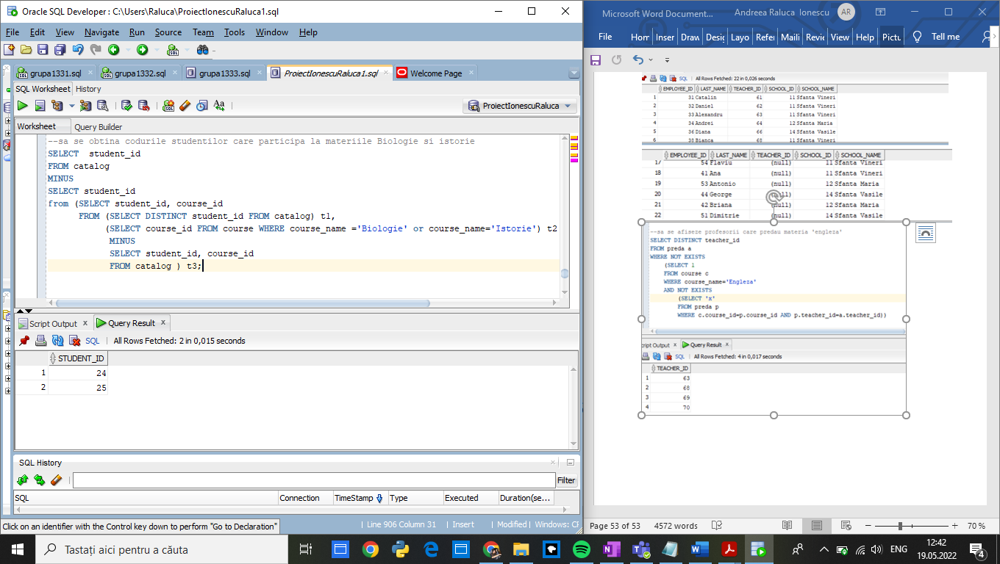 Oracle SQL Developer : C:\Users\Raluca\ProiectIonescuRaluca1.sql
File Edit View Navigate Run Source Team Tools Window Help
grupa1331.sql grupa1332.sql grupa1333.sql ProiectIonescuRaluca1.sql Welcome Page
SQL Worksheet History
ProiectIonescuRaluca
Worksheet Query Builder
--sa se obtina codurile studentilor care participa la materiile Biologie si istorie
SELECT student_id
FROM catalog
MINUS
SELECT student_id
from (SELECT student_id, course_id
FROM (SELECT DISTINCT student_id FROM catalog) t1,
(SELECT course_id FROM course WHERE course_name ='Biologie' or course_name='Istorie') t2
MINUS
SELECT student_id, course_id
FROM catalog ) t3;
Script Output x Query Result x
SQL | All Rows Fetched: 2 in 0,015 seconds
STUDENT_ID
1 24
2 25
SQL History
Filter
SQL Connection TimeStamp Type Executed Duration(se...
Click on an identifier with the Control key down to perform "Go to Declaration"
| Line 906 Column 31 | Insert | Modified | Windows: CF
Microsoft Word Document... Andreea Raluca Ionescu AR
File Hom Inser Draw Desig Layo Refer Maili Revie View Help Pictu Tell me
SQL | All Rows Fetched: 22 in 0,026 seconds
EMPLOYEE_ID LAST_NAME TEACHER_ID SCHOOL_ID SCHOOL_NAME
1 31 Catalin 61 11 Sfanta Vineri
2 32 Daniel 62 11 Sfanta Vineri
3 33 Alexandru 63 11 Sfanta Vineri
4 34 Andrei 64 12 Sfanta Maria
5 36 Diana 66 14 Sfanta Vasile
6 38 Bianca 68 11 Sfanta Vineri
EMPLOYEE_ID LAST_NAME TEACHER_ID SCHOOL_ID SCHOOL_NAME
17 54 Flaviu (null) 11 Sfanta Vineri
18 41 Ana (null) 11 Sfanta Vineri
19 53 Antonio (null) 12 Sfanta Maria
20 44 George (null) 14 Sfanta Vasile
21 42 Briana (null) 12 Sfanta Maria
22 51 Dimitrie (null) 14 Sfanta Vasile
--sa se afiseze profesorii care predau materia 'engleza'
SELECT DISTINCT teacher_id
FROM preda a
WHERE NOT EXISTS
(SELECT 1
FROM course c
WHERE course_name='Engleza'
AND NOT EXISTS
(SELECT 'x'
FROM preda p
WHERE c.course_id=p.course_id AND p.teacher_id=a.teacher_id))
cript Output x Query Result x
SQL | All Rows Fetched: 4 in 0,017 seconds
TEACHER_ID
1 63
2 68
3 69
4 70
Page 53 of 53 4572 words 70 %
Tastați aici pentru a căuta
ENG 12:42
19.05.2022
4